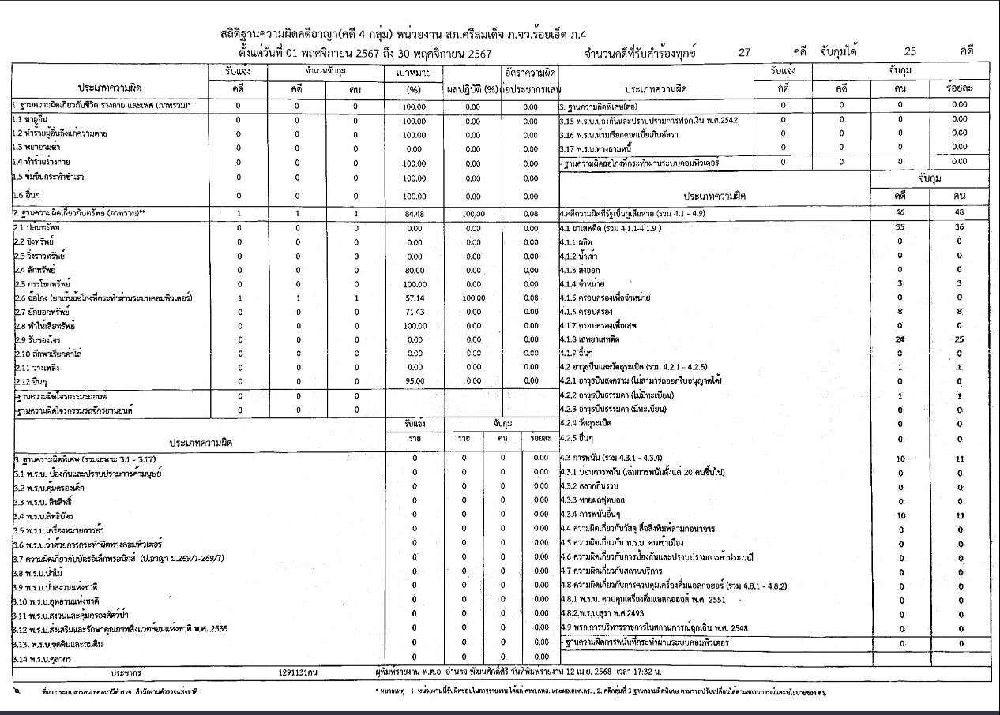 สถิติฐานความผิดคดีอาญา(คดี 4 กลุ่ม) หน่วยงาน สภ.ศรีสมเด็จ ภ.จว.ร้อยเอ็ด ภ.4
ตั้งแต่วันที่ 01 พฤศจิกายน 2567 ถึง 30 พฤศจิกายน 2567 จำนวนคดีที่รับคำร้องทุกข์ 27 คดี จับกุมได้ 25 คดี
ประเภทความผิด รับแจ้ง จำนวนจับกุม เป้าหมาย ผลปฏิบัติ (%) อัตราความผิด
คดี คดี คน (%) ต่อประชากรแสน
1. ฐานความผิดเกี่ยวกับชีวิต ร่างกาย และเพศ (ภาพรวม)* 0 0 0 100.00 0.00 0.00
1.1 ฆ่าผู้อื่น 0 0 0 100.00 0.00 0.00
1.2 ทำร้ายผู้อื่นถึงแก่ความตาย 0 0 0 100.00 0.00 0.00
1.3 พยายามฆ่า 0 0 0 0.00 0.00 0.00
1.4 ทำร้ายร่างกาย 0 0 0 100.00 0.00 0.00
1.5 ข่มขืนกระทำชำเรา 0 0 0 100.00 0.00 0.00
1.6 อื่นๆ 0 0 0 100.00 0.00 0.00
2. ฐานความผิดเกี่ยวกับทรัพย์ (ภาพรวม)** 1 1 1 84.48 100.00 0.08
2.1 ปล้นทรัพย์ 0 0 0 0.00 0.00 0.00
2.2 ชิงทรัพย์ 0 0 0 0.00 0.00 0.00
2.3 วิ่งราวทรัพย์ 0 0 0 0.00 0.00 0.00
2.4 ลักทรัพย์ 0 0 0 80.00 0.00 0.00
2.5 กรรโชกทรัพย์ 0 0 0 100.00 0.00 0.00
2.6 ฉ้อโกง (ยกเว้นฉ้อโกงที่กระทำผ่านระบบคอมพิวเตอร์) 1 1 1 57.14 100.00 0.08
2.7 ยักยอกทรัพย์ 0 0 0 71.43 0.00 0.00
2.8 ทำให้เสียทรัพย์ 0 0 0 100.00 0.00 0.00
2.9 รับของโจร 0 0 0 0.00 0.00 0.00
2.10 ลักพาเรียกค่าไถ่ 0 0 0 0.00 0.00 0.00
2.11 วางเพลิง 0 0 0 0.00 0.00 0.00
2.12 อื่นๆ 0 0 0 95.00 0.00 0.00
-ฐานความผิดโจรกรรมรถยนต์ 0 0 0
-ฐานความผิดโจรกรรมรถจักรยานยนต์ 0 0 0
ประเภทความผิด รับแจ้ง จับกุม
ราย ราย คน ร้อยละ
3. ฐานความผิดพิเศษ (รวมเฉพาะ 3.1 - 3.17) 0 0 0 0.00
3.1 พ.ร.บ. ป้องกันและปราบปรามการค้ามนุษย์ 0 0 0 0.00
3.2 พ.ร.บ.คุ้มครองเด็ก 0 0 0 0.00
3.3 พ.ร.บ. ลิขสิทธิ์ 0 0 0 0.00
3.4 พ.ร.บ.สิทธิบัตร 0 0 0 0.00
3.5 พ.ร.บ.เครื่องหมายการค้า 0 0 0 0.00
3.6 พ.ร.บ.ว่าด้วยการกระทำผิดทางคอมพิวเตอร์ 0 0 0 0.00
3.7 ความผิดเกี่ยวกับบัตรอิเล็กทรอนิกส์ (ป.อาญา ม.269/1-269/7) 0 0 0 0.00
3.8 พ.ร.บ.ป่าไม้ 0 0 0 0.00
3.9 พ.ร.บ.ป่าสงวนแห่งชาติ 0 0 0 0.00
3.10 พ.ร.บ.อุทยานแห่งชาติ 0 0 0 0.00
3.11 พ.ร.บ.สงวนและคุ้มครองสัตว์ป่า 0 0 0 0.00
3.12 พ.ร.บ.ส่งเสริมและรักษาคุณภาพสิ่งแวดล้อมแห่งชาติ พ.ศ. 2535 0 0 0 0.00
3.13. พ.ร.บ.ขุดดินและถมดิน 0 0 0 0.00
3.14 พ.ร.บ.ศุลากร 0 0 0 0.00
ประเภทความผิด รับแจ้ง จับกุม
คดี คดี คน ร้อยละ
3. ฐานความผิดพิเศษ(ต่อ) 0 0 0 0.00
3.15 พ.ร.บ.ป้องกันและปราบปรามการฟอกเงิน พ.ศ.2542 0 0 0 0.00
3.16 พ.ร.บ.ห้ามเรียกดอกเบี้ยเกินอัตรา 0 0 0 0.00
3.17 พ.ร.บ.ทวงถามหนี้ 0 0 0 0.00
- ฐานความผิดฉ้อโกงที่กระทำผ่านระบบคอมพิวเตอร์ 0 0 0 0.00
ประเภทความผิด จับกุม
คดี คน
4.คดีความผิดที่รัฐเป็นผู้เสียหาย (รวม 4.1 - 4.9) 46 48
4.1 ยาเสพติด (รวม 4.1.1-4.1.9 ) 35 36
4.1.1 ผลิต 0 0
4.1.2 นำเข้า 0 0
4.1.3 ส่งออก 0 0
4.1.4 จำหน่าย 3 3
4.1.5 ครอบครองเพื่อจำหน่าย 0 0
4.1.6 ครอบครอง 8 8
4.1.7 ครอบครองเพื่อเสพ 0 0
4.1.8 เสพยาเสพติด 24 25
4.1.9 อื่นๆ 0 0
4.2 อาวุธปืนและวัตถุระเบิด (รวม 4.2.1 - 4.2.5) 1 1
4.2.1 อาวุธปืนสงคราม (ไม่สามารถออกใบอนุญาตได้) 0 0
4.2.2 อาวุธปืนธรรมดา (ไม่มีทะเบียน) 1 1
4.2.3 อาวุธปืนธรรมดา (มีทะเบียน) 0 0
4.2.4 วัตถุระเบิด 0 0
4.2.5 อื่นๆ 0 0
4.3 การพนัน (รวม 4.3.1 - 4.3.4) 10 11
4.3.1 บ่อนการพนัน (เล่นการพนันตั้งแต่ 20 คนขึ้นไป) 0 0
4.3.2 สลากกินรวบ 0 0
4.3.3 ทายผลฟุตบอล 0 0
4.3.4 การพนันอื่นๆ 10 11
4.4 ความผิดเกี่ยวกับวัสดุ สื่อสิ่งพิมพ์ลามกอนาจาร 0 0
4.5 ความผิดเกี่ยวกับ พ.ร.บ. คนเข้าเมือง 0 0
4.6 ความผิดเกี่ยวกับการป้องกันและปราบปรามการค้าประเวณี 0 0
4.7 ความผิดเกี่ยวกับสถานบริการ 0 0
4.8 ความผิดเกี่ยวกับการควบคุมเครื่องดื่มแอลกอฮอร์ (รวม 4.8.1 - 4.8.2) 0 0
4.8.1 พ.ร.บ. ควบคุมเครื่องดื่มแอลกอฮอล์ พ.ศ. 2551 0 0
4.8.2.พ.ร.บ.สุรา พ.ศ.2493 0 0
4.9 พรก.การบริหารราชการในสถานการณ์ฉุกเฉิน พ.ศ. 2548 0 0
- ฐานความผิดการพนันที่กระทำผ่านระบบคอมพิวเตอร์ 0 0
ประชากร 1291131คน ผู้พิมพ์รายงาน พ.ต.อ. อำนาจ พัฒนศักดิ์ศิริ วันที่พิมพ์รายงาน 12 เม.ย. 2568 เวลา 17:32 น.
ที่มา : ระบบสารสนเทศสถานีตำรวจ สำนักงานตำรวจแห่งชาติ * หมายเหตุ 1. หน่วยงานที่รับผิดชอบในการรายงาน ได้แก่ , 2. คดีกลุ่มที่ 3 ฐานความผิดพิเศษ สามารถปรับเปลี่ยนได้ตามสถานการณ์และนโยบายของ ตร.